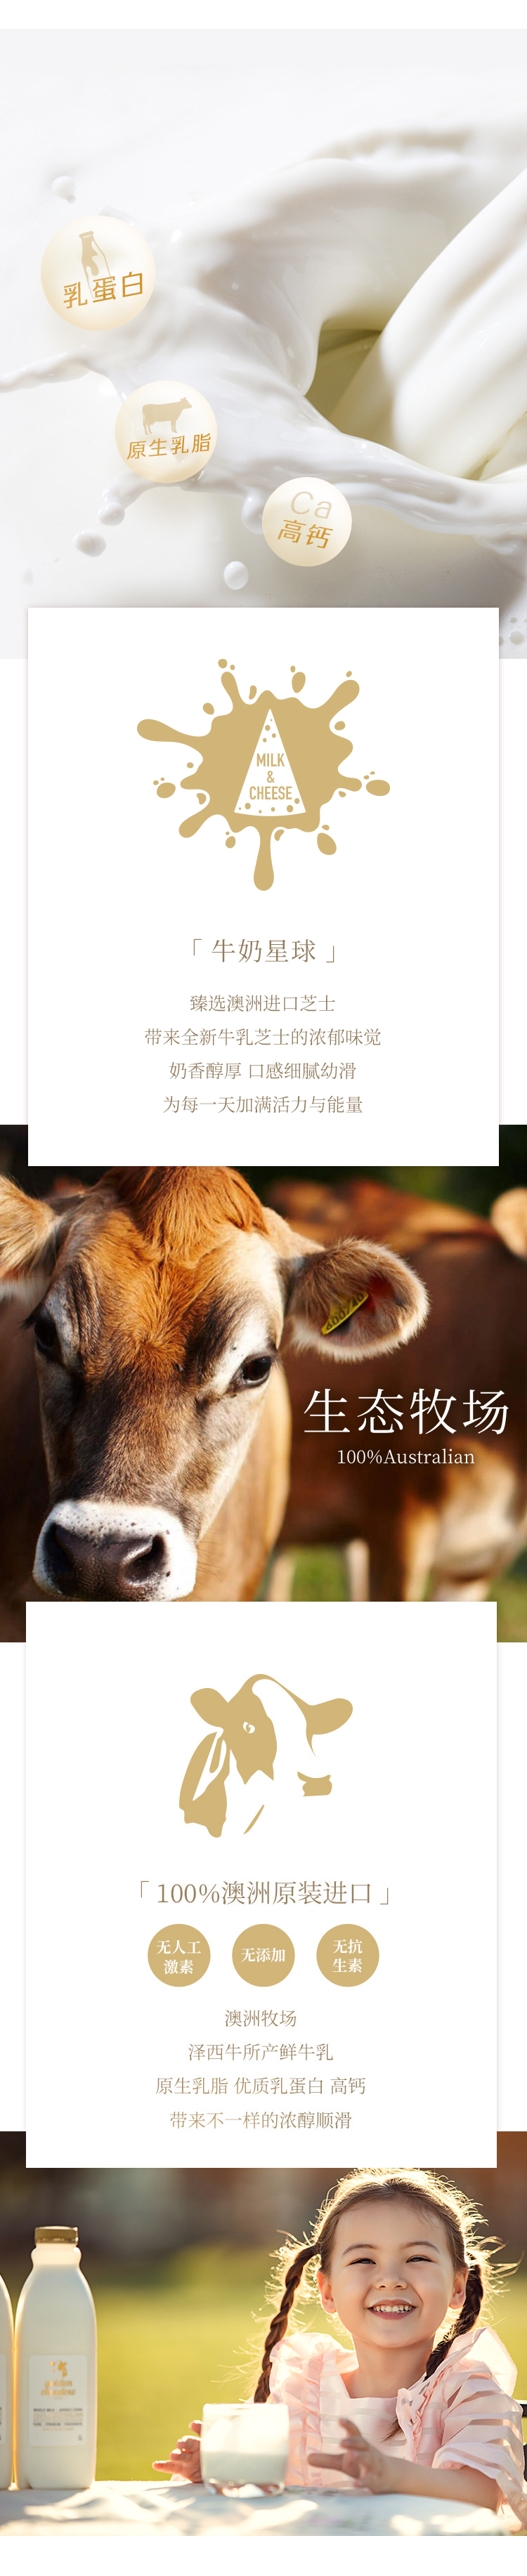 乳蛋白
原生乳脂
Ca
高钙
MILK
&
CHEESE
「 牛奶星球 」
臻选澳洲进口芝士
带来全新牛乳芝士的浓郁味觉
奶香醇厚 口感细腻幼滑
为每一天加满活力与能量
生态牧场
100%Australian
「 100%澳洲原装进口 」
无人工
激素
无添加
无抗
生素
澳洲牧场
泽西牛所产鲜牛乳
原生乳脂 优质乳蛋白 高钙
带来不一样的浓醇顺滑